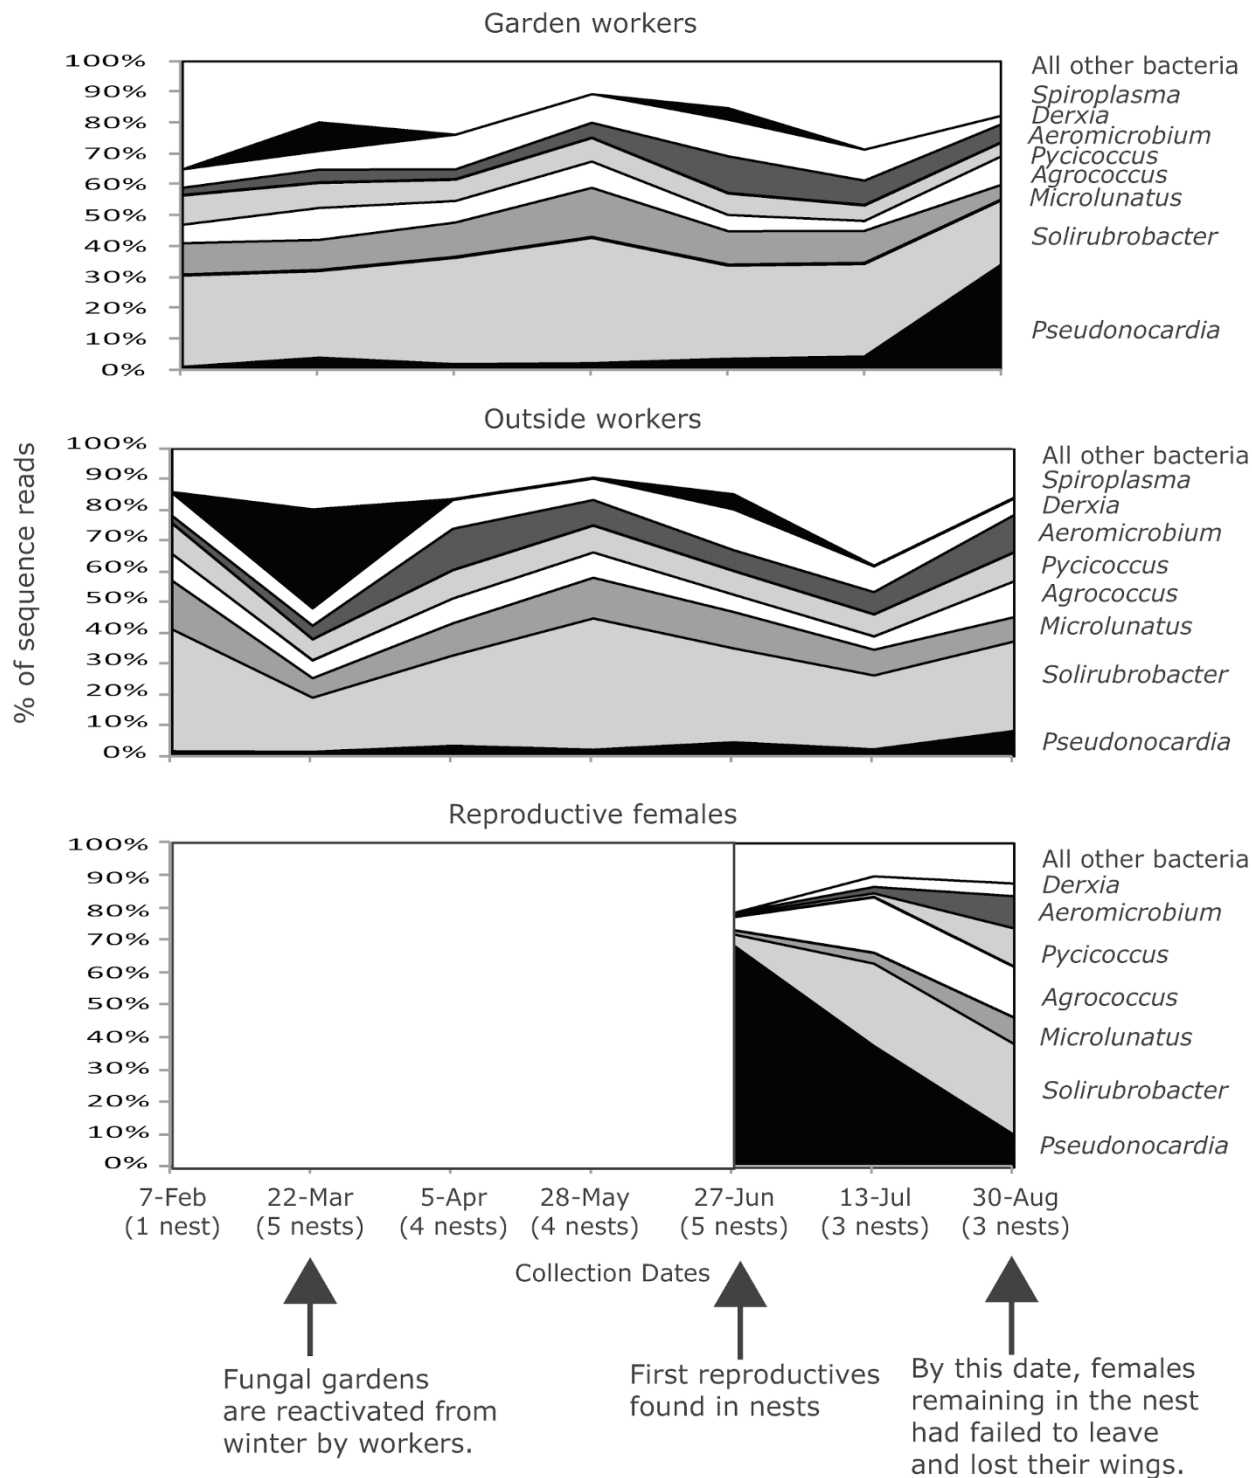 Garden workers
100%
90%
80%
70%
60%
50%
40%
30%
20%
10%
0%
All other bacteria
Spiroplasma
Derxia
Aeromicrobium
Pycicoccus
Agrococcus
Microlunatus
Solirubrobacter
Pseudonocardia
% of sequence reads
Outside workers
100%
90%
80%
70%
60%
50%
40%
30%
20%
10%
0%
All other bacteria
Spiroplasma
Derxia
Aeromicrobium
Pycicoccus
Agrococcus
Microlunatus
Solirubrobacter
Pseudonocardia
Reproductive females
100%
90%
80%
70%
60%
50%
40%
30%
20%
10%
0%
All other bacteria
Derxia
Aeromicrobium
Pycicoccus
Agrococcus
Microlunatus
Solirubrobacter
Pseudonocardia
7-Feb 22-Mar 5-Apr 28-May 27-Jun 13-Jul 30-Aug
(1 nest) (5 nests) (4 nests) (4 nests) (5 nests) (3 nests) (3 nests)
Collection Dates
Fungal gardens
are reactivated from
winter by workers.
First reproductives
found in nests
By this date, females
remaining in the nest
had failed to leave
and lost their wings.